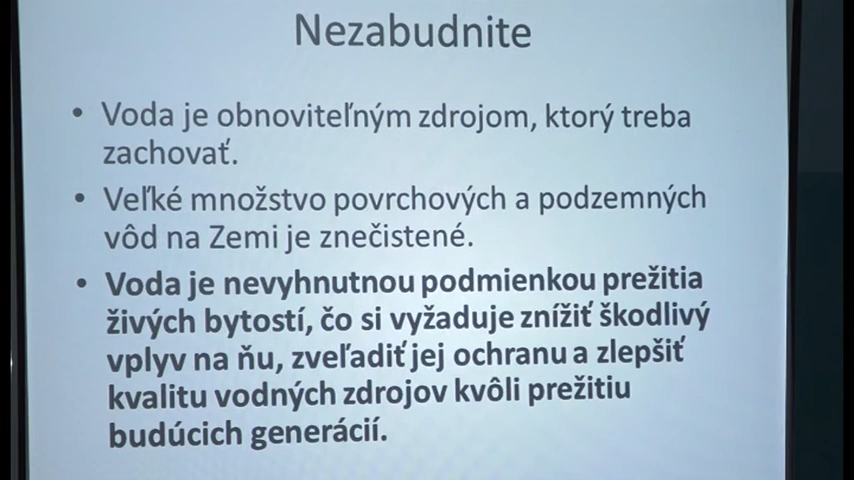 Nezabudnite
• Voda je obnoviteľným zdrojom, ktorý treba
zachovať.
• Veľké množstvo povrchových a podzemných
vôd na Zemi je znečistené.
• Voda je nevyhnutnou podmienkou prežitia
živých bytostí, čo si vyžaduje znížiť škodlivý
vplyv na ňu, zveľadiť jej ochranu a zlepšiť
kvalitu vodných zdrojov kvôli prežitiu
budúcich generácií.